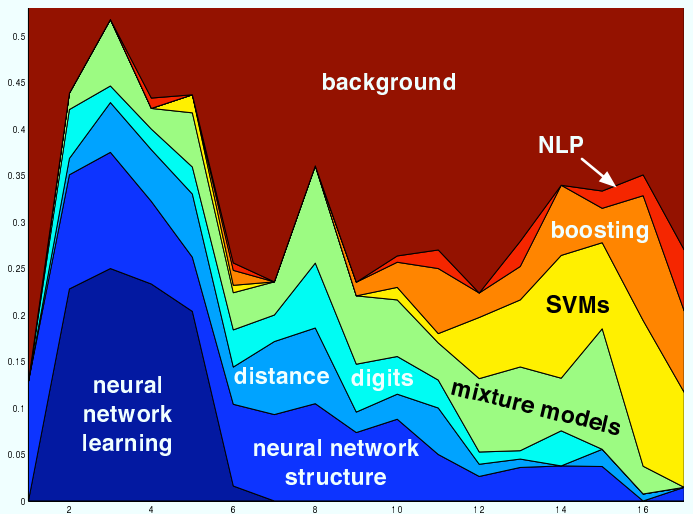 0.5
background
0.45
0.4
NLP
0.35
0.3
boosting
0.25
SVMs
0.2
0.15
distance
digits
mixture models
neural
network
learning
0.1
neural network
structure
0.05
0
2
4
6
8
10
12
14
16